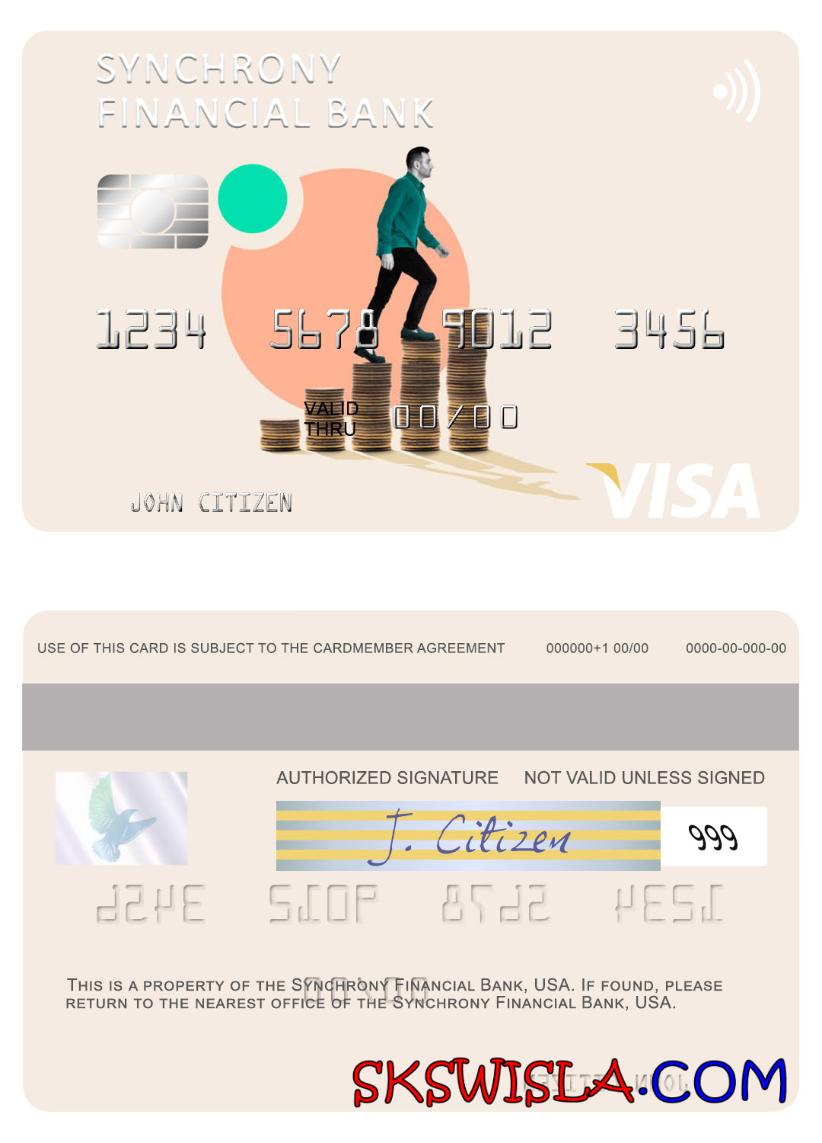 SYNCHRONY
FINANCIAL BANK
1234 5678 9012 3456
VALID
THRU 00/00
JOHN CITIZEN
VISA
USE OF THIS CARD IS SUBJECT TO THE CARDMEMBER AGREEMENT 000000+1 00/00 0000-00-000-00
AUTHORIZED SIGNATURE NOT VALID UNLESS SIGNED
J. Citizen 999
THIS IS A PROPERTY OF THE SYNCHRONY FINANCIAL BANK, USA. IF FOUND, PLEASE
RETURN TO THE NEAREST OFFICE OF THE SYNCHRONY FINANCIAL BANK, USA.
SKSWISLA.COM